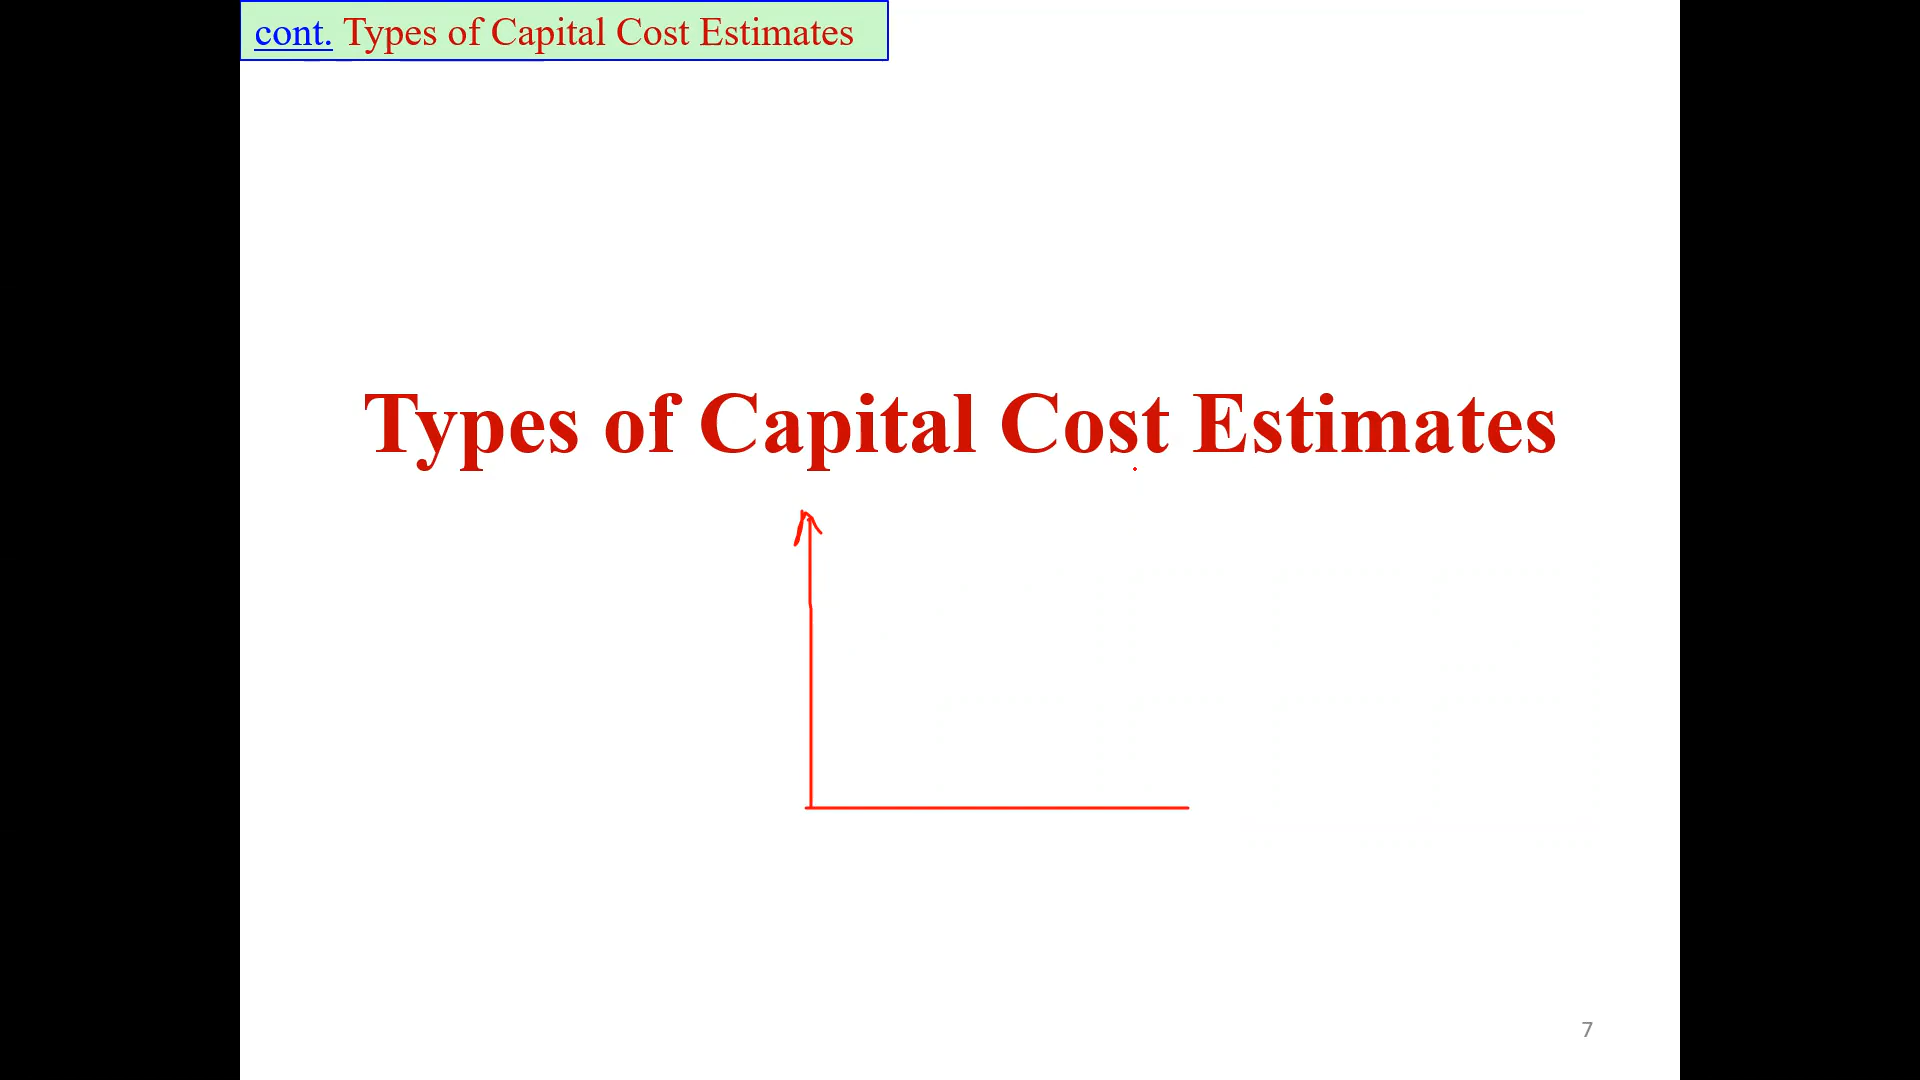 cont. Types of Capital Cost Estimates
Types of Capital Cost Estimates
7